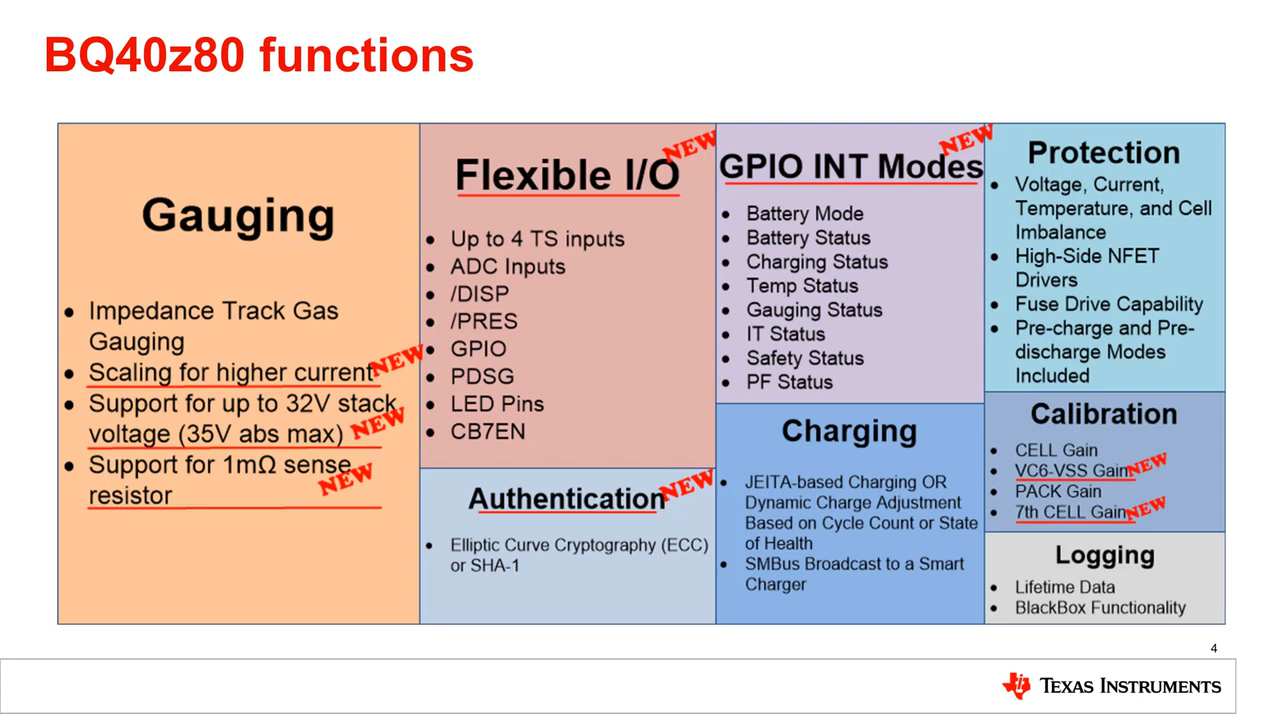 BQ40z80 functions
Gauging
• Impedance Track Gas
Gauging
• Scaling for higher current NEW
• Support for up to 32V stack
voltage (35V abs max) NEW
• Support for 1mΩ sense
resistor NEW
Flexible I/O NEW
• Up to 4 TS inputs
• ADC Inputs
• /DISP
• /PRES
• GPIO
• PDSG
• LED Pins
• CB7EN
Authentication NEW
• Elliptic Curve Cryptography (ECC)
or SHA-1
GPIO INT Modes NEW
• Battery Mode
• Battery Status
• Charging Status
• Temp Status
• Gauging Status
• IT Status
• Safety Status
• PF Status
Charging
• JEITA-based Charging OR
Dynamic Charge Adjustment
Based on Cycle Count or State
of Health
• SMBus Broadcast to a Smart
Charger
Protection
• Voltage, Current,
Temperature, and Cell
Imbalance
• High-Side NFET
Drivers
• Fuse Drive Capability
• Pre-charge and Pre-
discharge Modes
Included
Calibration
• CELL Gain
• VC6-VSS Gain NEW
• PACK Gain
• 7th CELL Gain NEW
Logging
• Lifetime Data
• BlackBox Functionality
4
TEXAS INSTRUMENTS